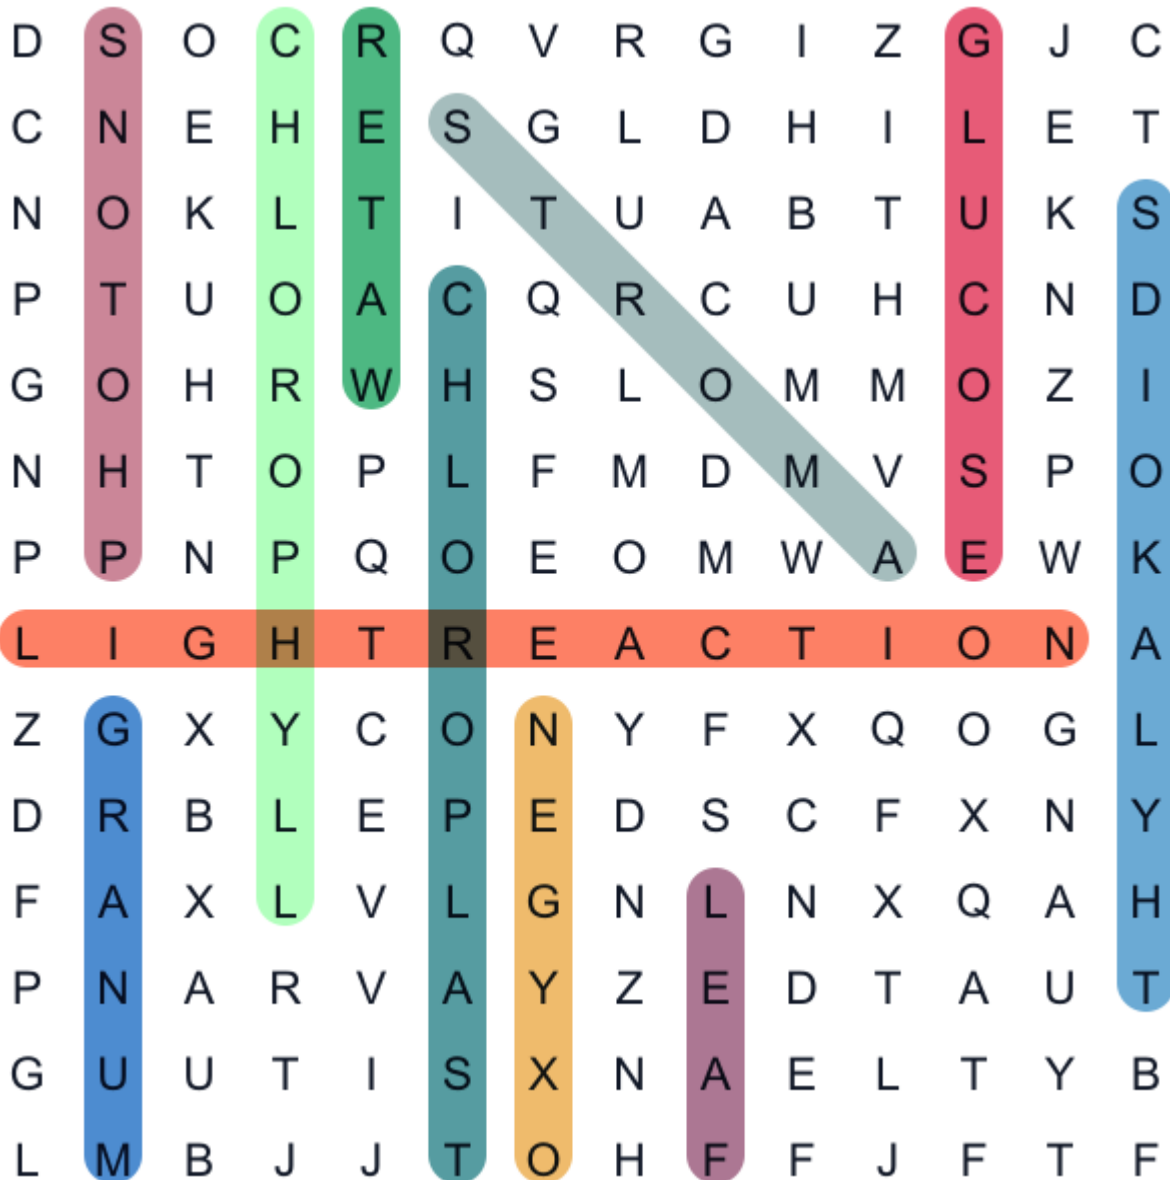 D S O C R Q V R G I Z G J C
C N E H E S G L D H I L E T
N O K L T I T U A B T U K S
P T U O A C Q R C U H C N D
G O H R W H S L O M M O Z I
N H T O P L F M D M V S P O
P P N P Q O E O M W A E W K
L I G H T R E A C T I O N A
Z G X Y C O N Y F X Q O G L
D R B L E P E D S C F X N Y
F A X L V L G N L N X Q A H
P N A R V A Y Z E D T A U T
G U U T I S X N A E L T Y B
L M B J J T O H F F J F T F